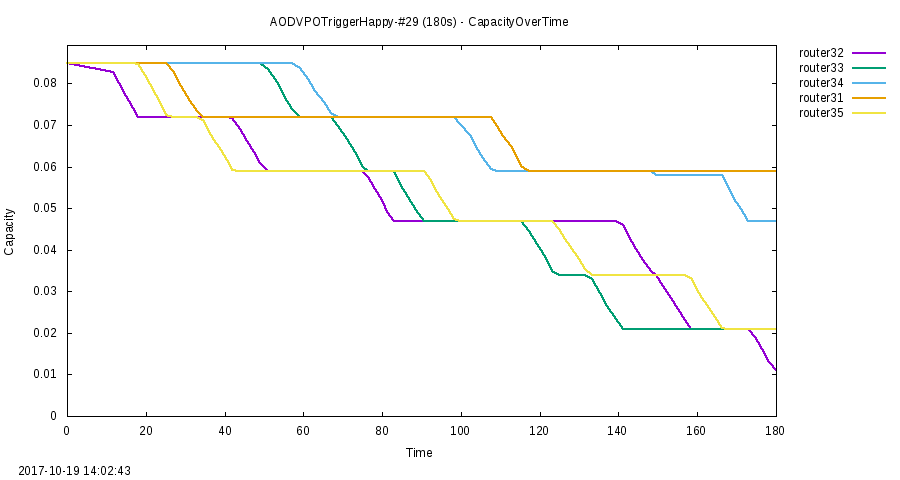 AODVPOTriggerHappy-#29 (180s) - CapacityOverTime
router32
router33
router34
router31
router35
0.08
0.07
0.06
0.05
0.04
0.03
0.02
0.01
0
Capacity
0 20 40 60 80 100 120 140 160 180
Time
2017-10-19 14:02:43